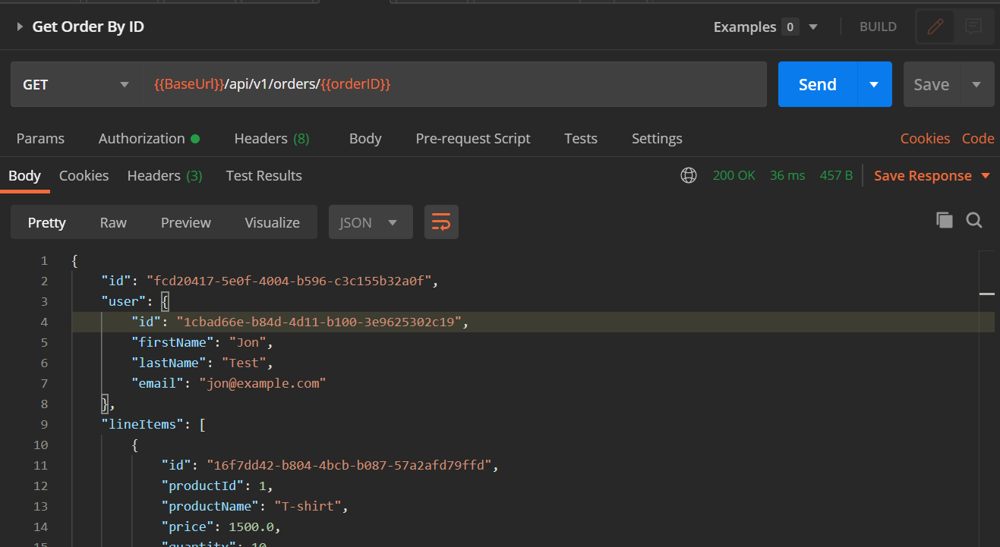 Get Order By ID Examples 0 BUILD
GET {{BaseUrl}}/api/v1/orders/{{orderID}} Send Save
Params Authorization Headers (8) Body Pre-request Script Tests Settings Cookies Code
Body Cookies Headers (3) Test Results 200 OK 36 ms 457 B Save Response
Pretty Raw Preview Visualize JSON
1 {
2 "id": "fcd20417-5e0f-4004-b596-c3c155b32a0f",
3 "user": {
4 "id": "1cbad66e-b84d-4d11-b100-3e9625302c19",
5 "firstName": "Jon",
6 "lastName": "Test",
7 "email": "jon@example.com"
8 },
9 "lineItems": [
10 {
11 "id": "16f7dd42-b804-4bcb-b087-57a2afd79ffd",
12 "productId": 1,
13 "productName": "T-shirt",
14 "price": 1500.0,
15 "quantity": 10